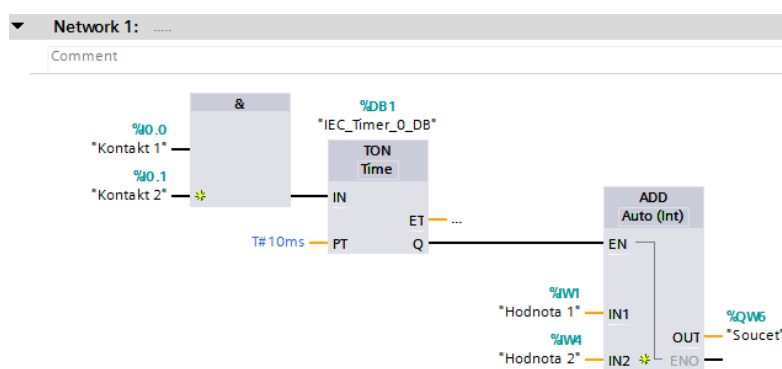 Network 1: .....
Comment
&
%I0.0
"Kontakt 1"
%I0.1
"Kontakt 2"
%DB1
"IEC_Timer_0_DB"
TON
Time
IN
ET ...
T#10ms PT Q
ADD
Auto (Int)
EN
%IW1
"Hodnota 1" IN1
%IW4
"Hodnota 2" IN2
%QW6
OUT "Soucet"
ENO